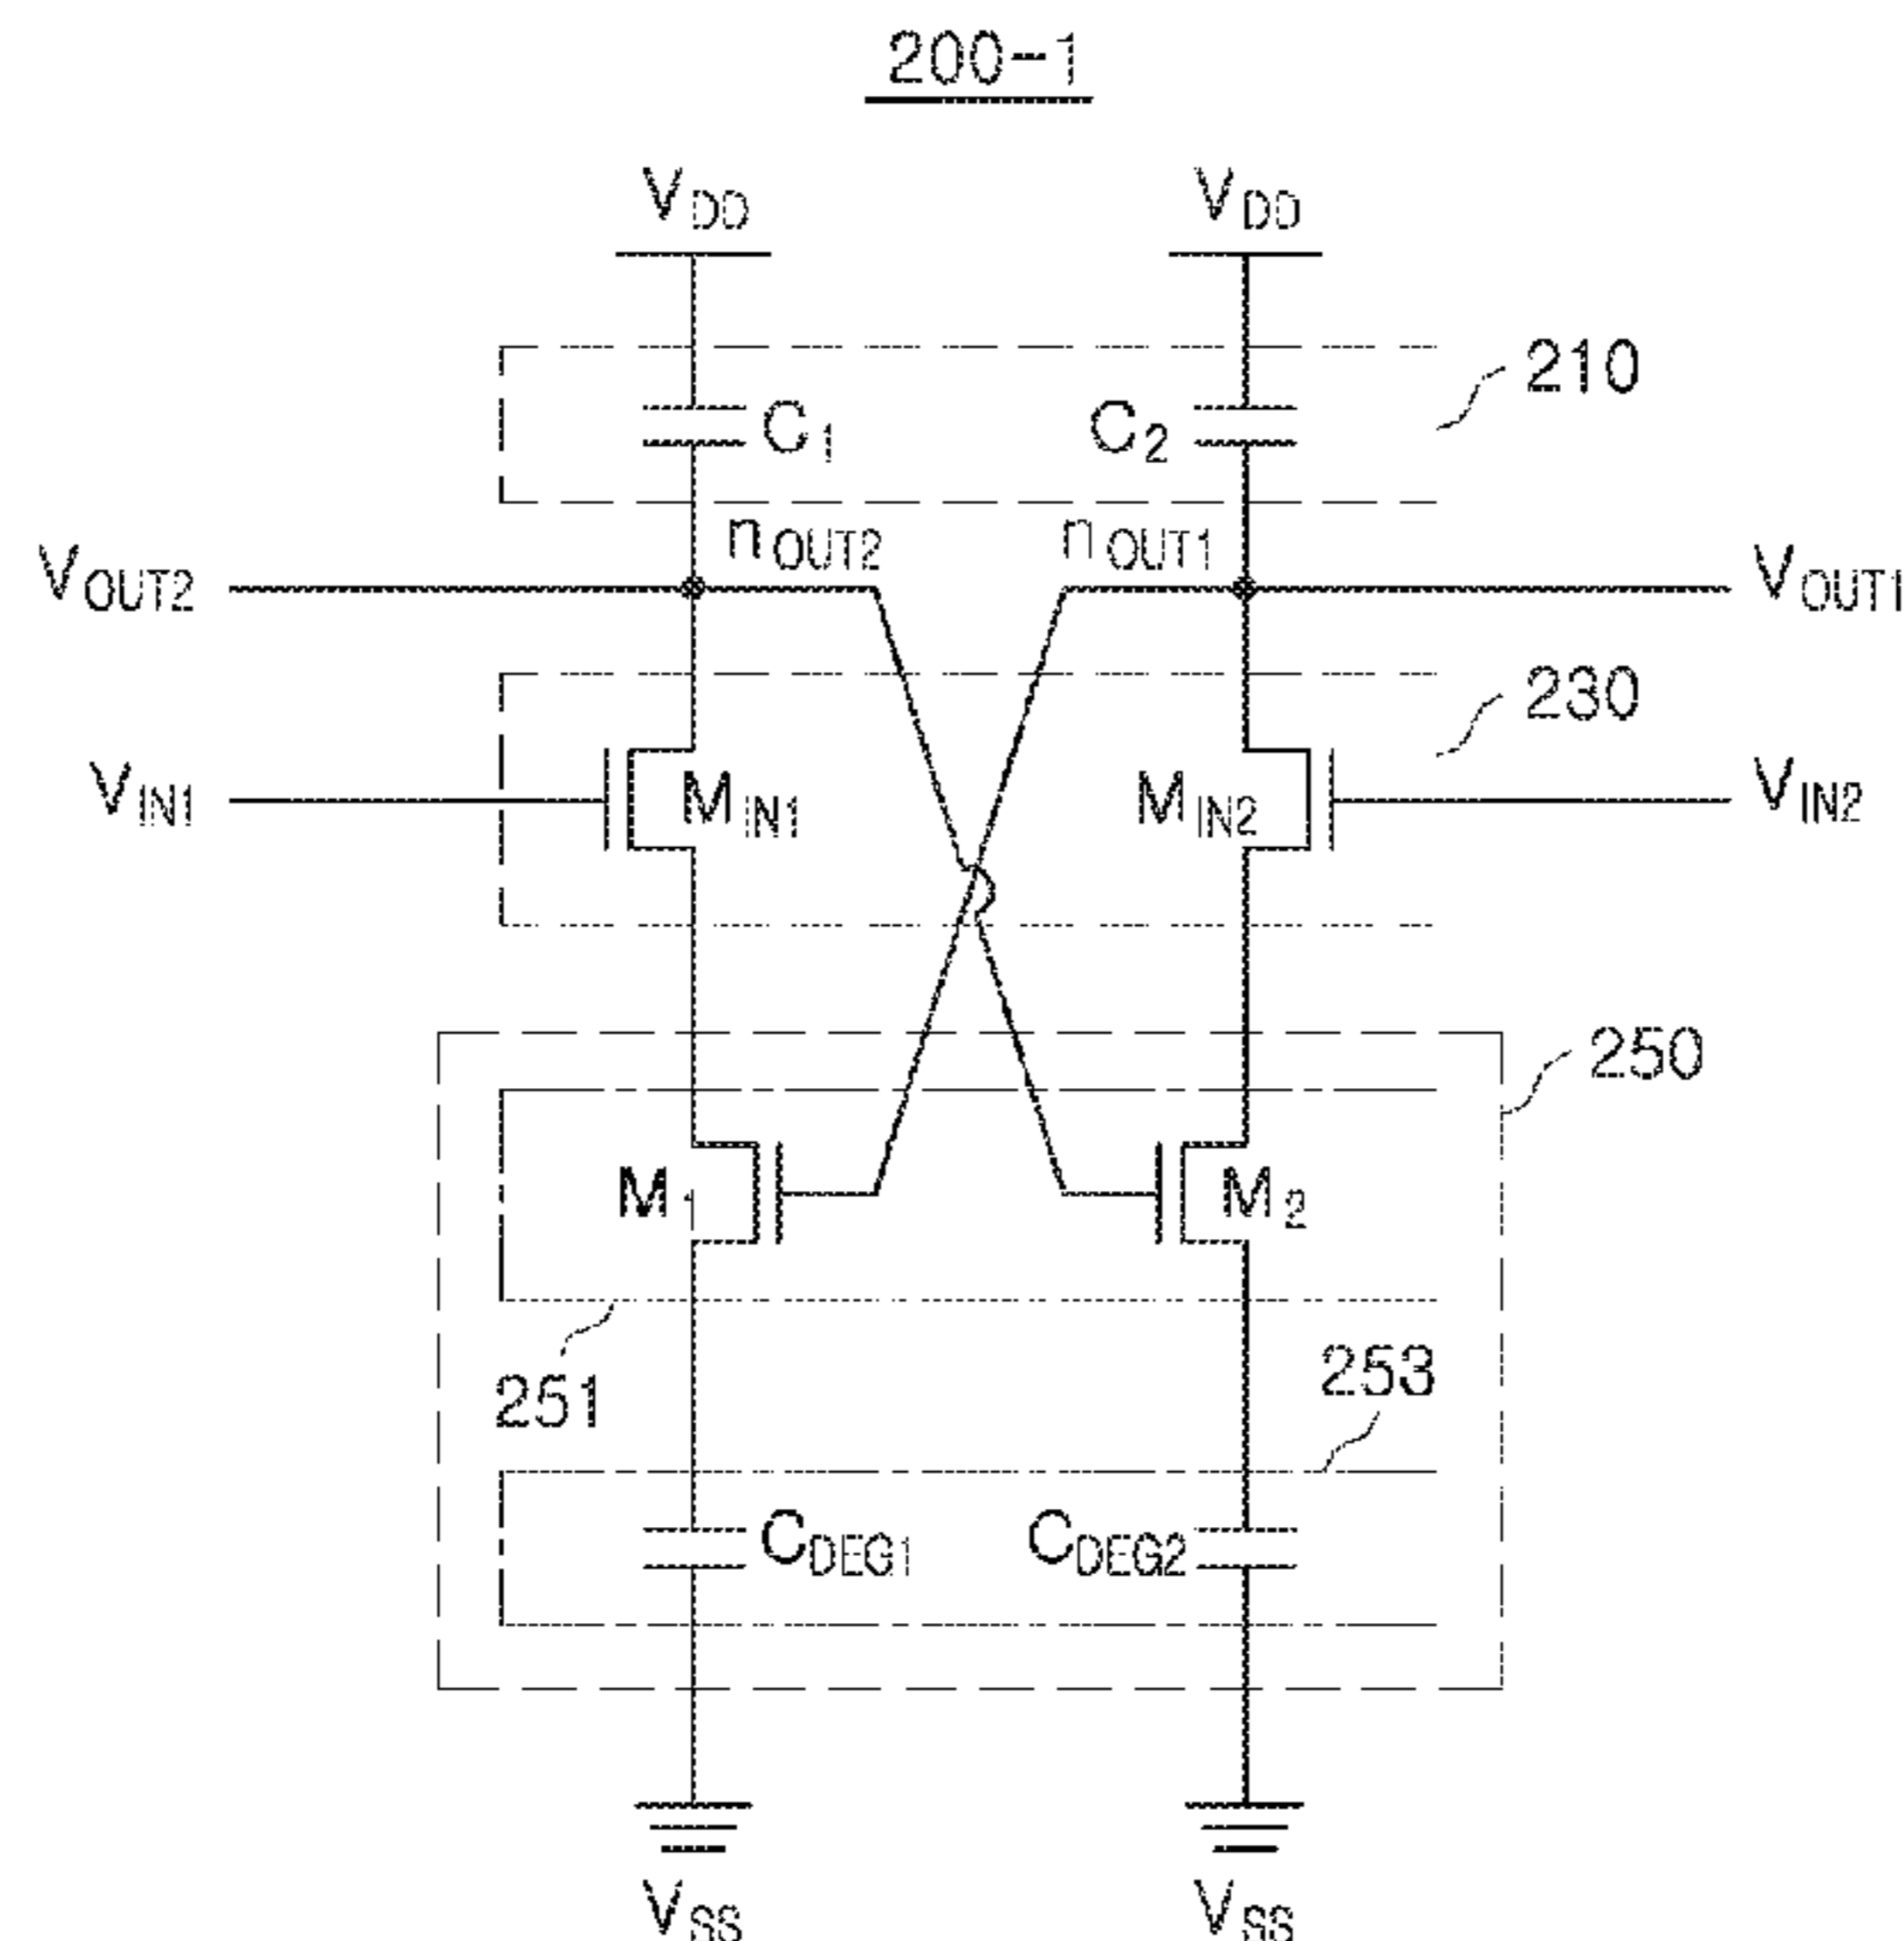 200-1
VDD VDD
210
C1 C2
nOUT2 nOUT1
VOUT2 VOUT1
230
VIN1 MIN1 MIN2 VIN2
250
M1 M2
251 253
CDEG1 CDEG2
VSS VSS